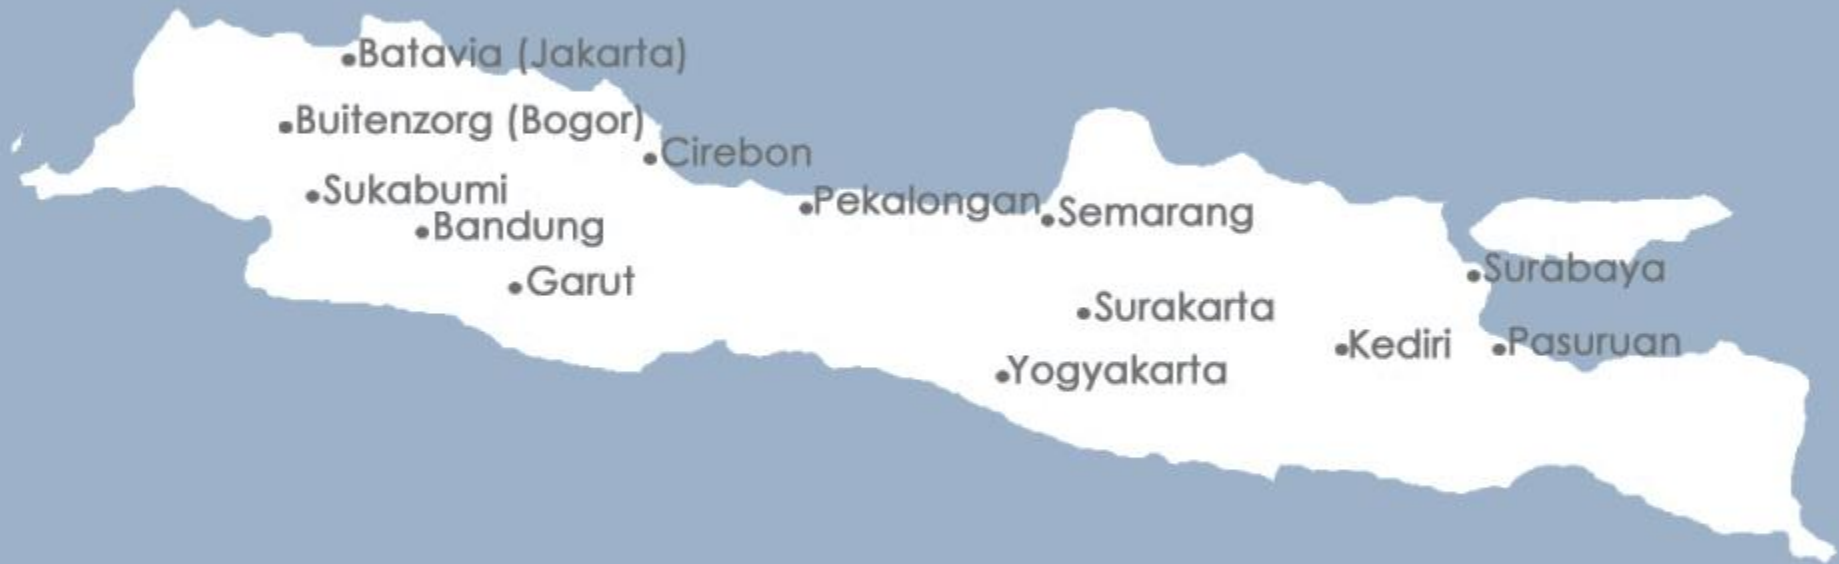 Batavia (Jakarta)
Buitenzorg (Bogor)
Cirebon
Sukabumi
Pekalongan
Semarang
Bandung
Surabaya
Garut
Surakarta
Kediri
Pasuruan
Yogyakarta